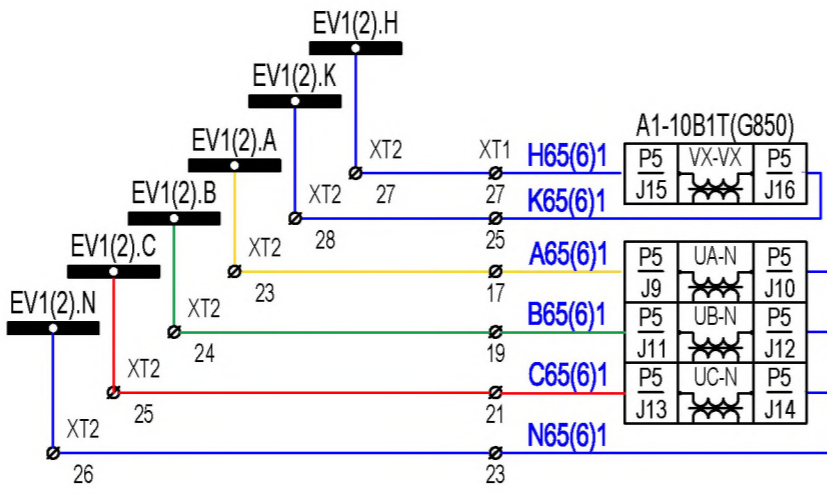 EV1(2).H
EV1(2).K
EV1(2).A
EV1(2).B
EV1(2).C
EV1(2).N
A1-10B1T(G850)
XT2
27
XT1
27
H65(6)1
P5
J15
VX-VX
P5
J16
XT2
28
25
K65(6)1
XT2
23
17
A65(6)1
P5
J9
UA-N
P5
J10
XT2
24
19
B65(6)1
P5
J11
UB-N
P5
J12
XT2
25
21
C65(6)1
P5
J13
UC-N
P5
J14
XT2
26
23
N65(6)1